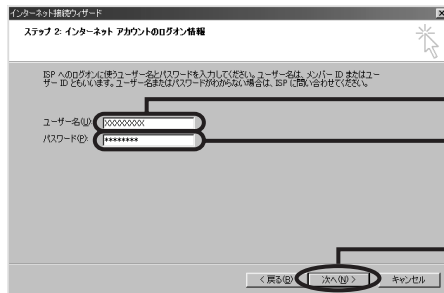 インターネット接続ウィザード
ステップ 2: インターネット アカウントのログオン情報
ISP へのログオンに使うユーザー名とパスワードを入力してください。ユーザー名は、メンバー ID またはユー
ザー ID ともいいます。ユーザー名またはパスワードがわからない場合は、ISP に問い合わせてください。
ユーザー名(U): XXXXXXXX
パスワード(P): ********
< 戻る(B) 次へ(N) > キャンセル